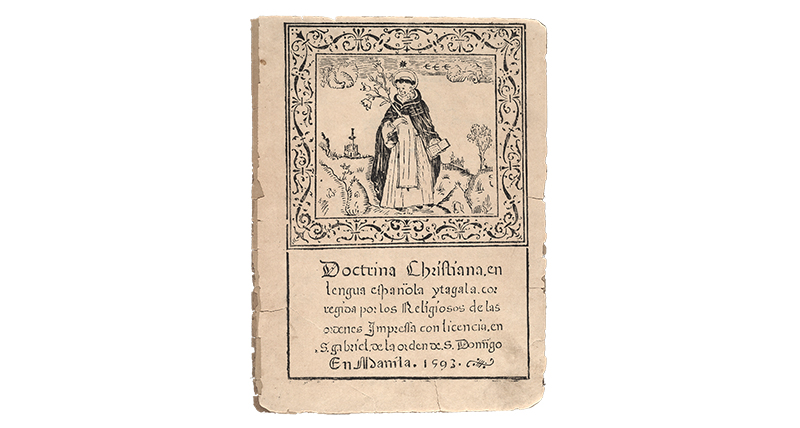 Doctrina Christiana, en
lengua española ytagala, cor
regida por los Religiosos de las
ordenes Impressa con licencia, en
S. gabriel, de la orden de. S. Domĩgo
En Manila. 1593.